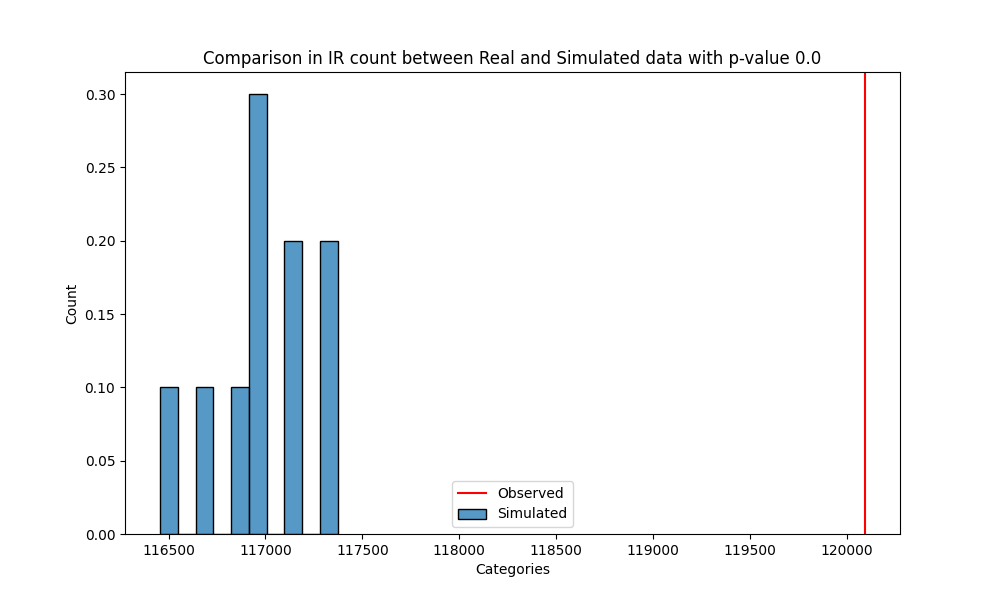 Comparison in IR count between Real and Simulated data with p-value 0.0
0.30
0.25
0.20
0.15
0.10
0.05
0.00
Count
Observed
Simulated
116500 117000 117500 118000 118500 119000 119500 120000
Categories